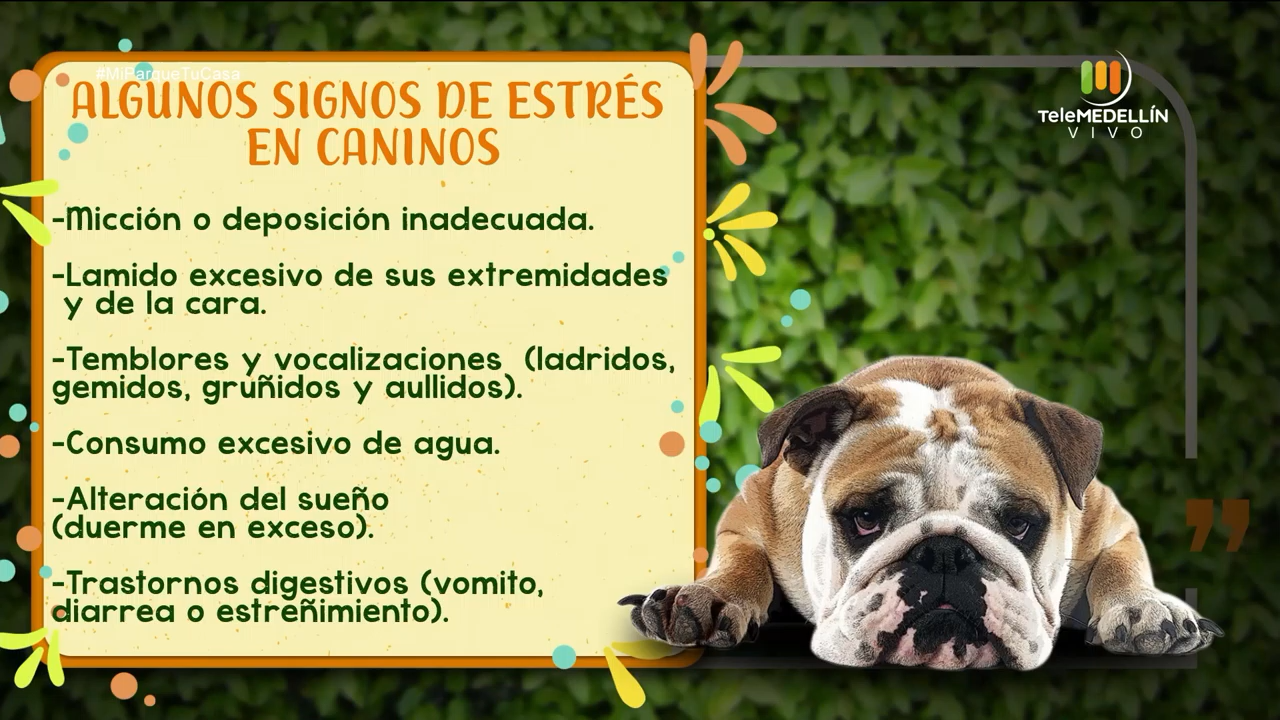 #MiParqueTuCasa
ALGUNOS SIGNOS DE ESTRÉS
EN CANINOS
-Micción o deposición inadecuada.
-Lamido excesivo de sus extremidades
y de la cara.
-Temblores y vocalizaciones (ladridos,
gemidos, gruñidos y aullidos).
-Consumo excesivo de agua.
-Alteración del sueño
(duerme en exceso).
-Trastornos digestivos (vomito,
diarrea o estreñimiento).
TeleMEDELLÍN
VIVO
”